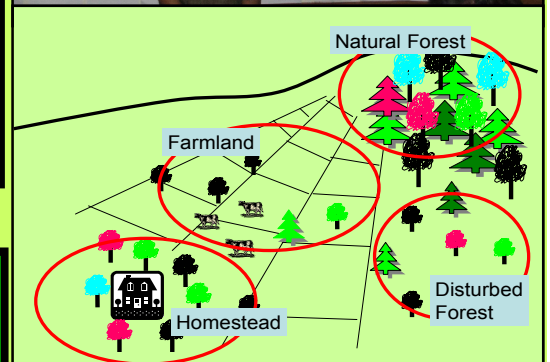 Natural Forest
Farmland
Homestead
Disturbed
Forest